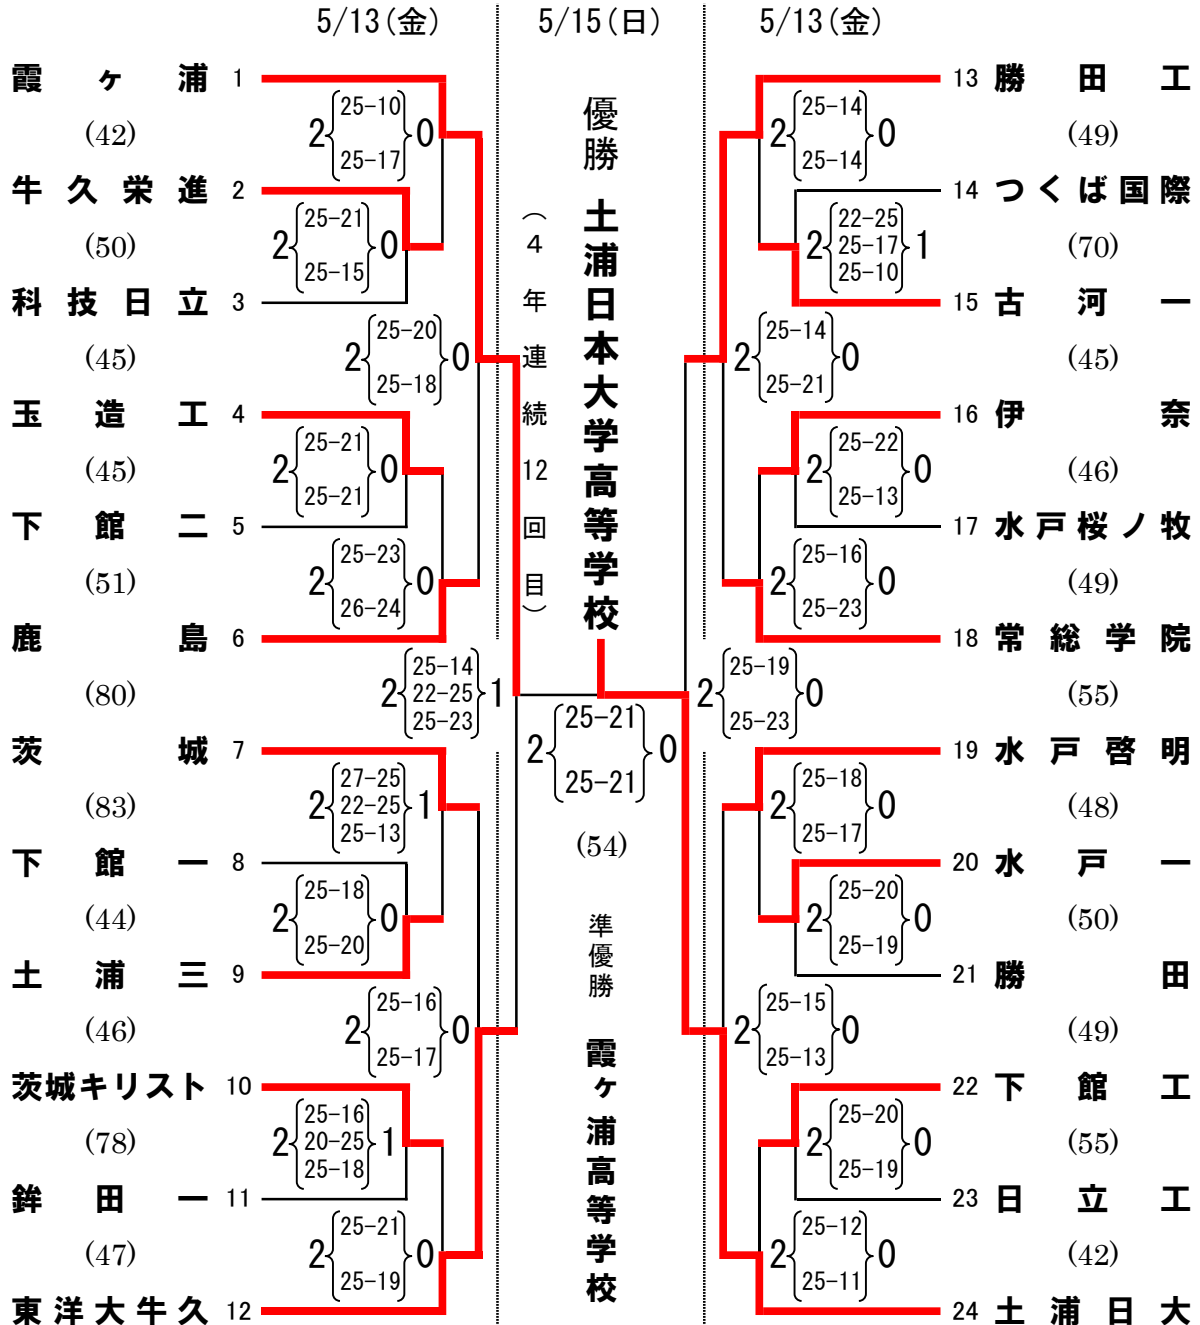 5/13(金)
5/15(日)
5/13(金)
霞ヶ浦 1
2 25-10 25-17 0
(42)
牛久栄進 2
2 25-21 25-15 0
(50)
科技日立 3
2 25-20 25-18 0
(45)
玉造工 4
2 25-21 25-21 0
(45)
下館二 5
2 25-23 26-24 0
(51)
鹿島 6
2 25-14 22-25 25-23 1
(80)
茨城 7
2 27-25 22-25 25-13 1
(83)
下館一 8
2 25-18 25-20 0
(44)
土浦三 9
2 25-16 25-17 0
(46)
茨城キリスト 10
2 25-16 20-25 25-18 1
(78)
鉾田一 11
2 25-21 25-19 0
(47)
東洋大牛久 12
優勝 土浦日本大学高等学校
(4年連続12回目)
2 25-21 25-21 0
(54)
準優勝 霞ヶ浦高等学校
13 勝田工
2 25-14 25-14 0
(49)
14 つくば国際
2 22-25 25-17 25-10 1
(70)
15 古河一
2 25-14 25-21 0
(45)
16 伊奈
2 25-22 25-13 0
(46)
17 水戸桜ノ牧
2 25-16 25-23 0
(49)
18 常総学院
2 25-19 25-23 0
(55)
19 水戸啓明
2 25-18 25-17 0
(48)
20 水戸一
2 25-20 25-19 0
(50)
21 勝田
2 25-15 25-13 0
(49)
22 下館工
2 25-20 25-19 0
(55)
23 日立工
2 25-12 25-11 0
(42)
24 土浦日大